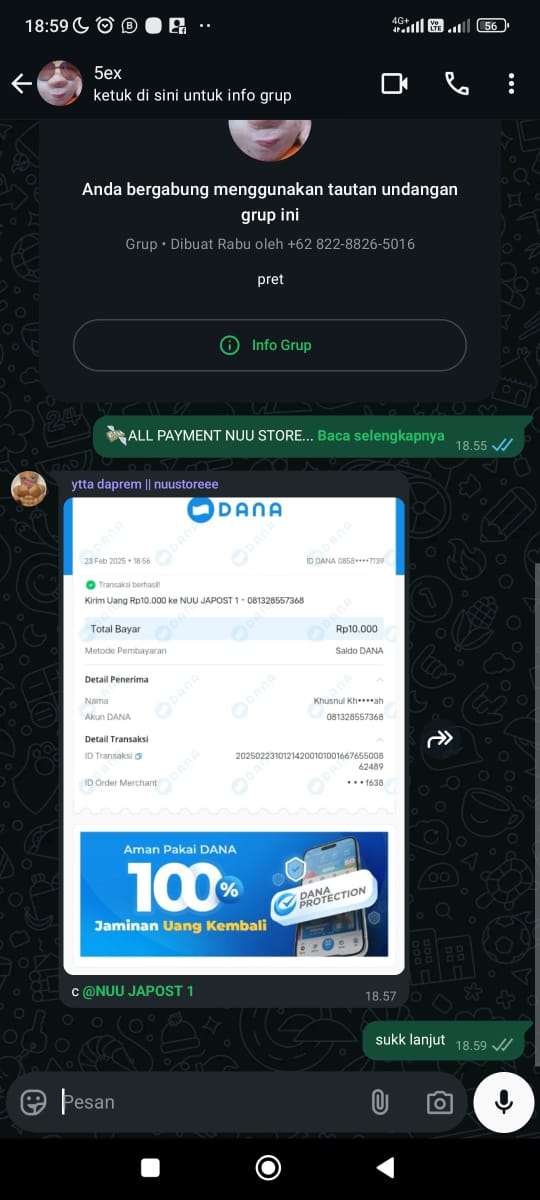 18:59
4G+
Vo
LTE
56
5ex
ketuk di sini untuk info grup
Anda bergabung menggunakan tautan undangan
grup ini
Grup • Dibuat Rabu oleh +62 822-8826-5016
pret
Info Grup
💸ALL PAYMENT NUU STORE... Baca selengkapnya
18.55
ytta daprem || nuustoreee
DANA
23 Feb 2025 • 18:56 ID DANA 0858••••7139
Transaksi berhasil!
Kirim Uang Rp10.000 ke NUU JAPOST 1 - 081328557368
Total Bayar Rp10.000
Metode Pembayaran Saldo DANA
Detail Penerima
Nama Khusnul Kh••••ah
Akun DANA 081328557368
Detail Transaksi
ID Transaksi 20250223101214200101001667655008
62489
ID Order Merchant •••f638
Aman Pakai DANA
100%
Jaminan Uang Kembali
DANA
PROTECTION
c @NUU JAPOST 1
18.57
sukk lanjut 18.59
Pesan